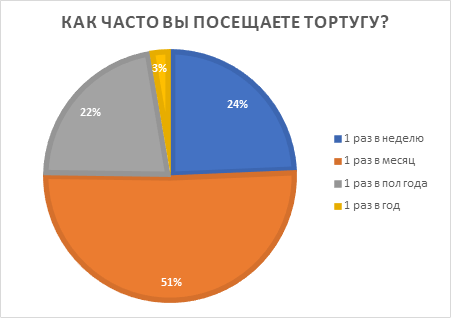 КАК ЧАСТО ВЫ ПОСЕЩАЕТЕ ТОРТУГУ?
3%
24%
22%
1 раз в неделю
1 раз в месяц
1 раз в пол года
1 раз в год
51%